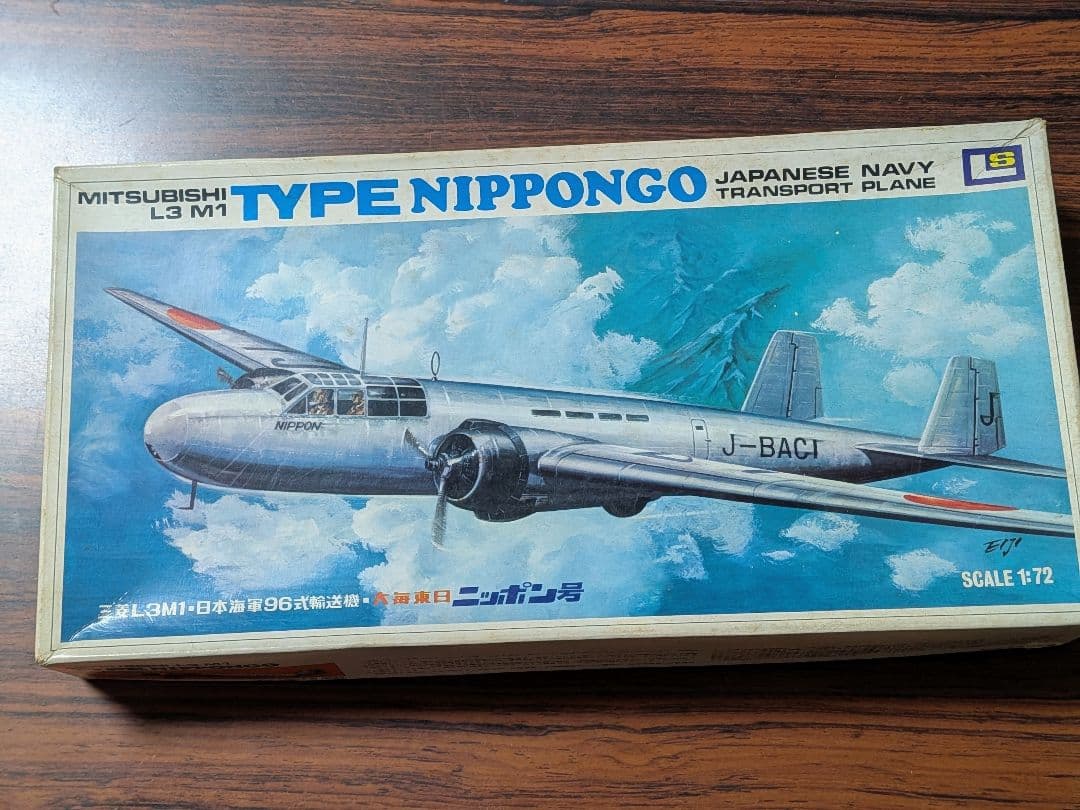 MITSUBISHI
L3 M1
TYPE NIPPONGO
JAPANESE NAVY
TRANSPORT PLANE
LS
NIPPON
J-BACI
J
EIJI
SCALE 1:72
三菱L3M1・日本海軍96式輸送機・大毎東日ニッポン号